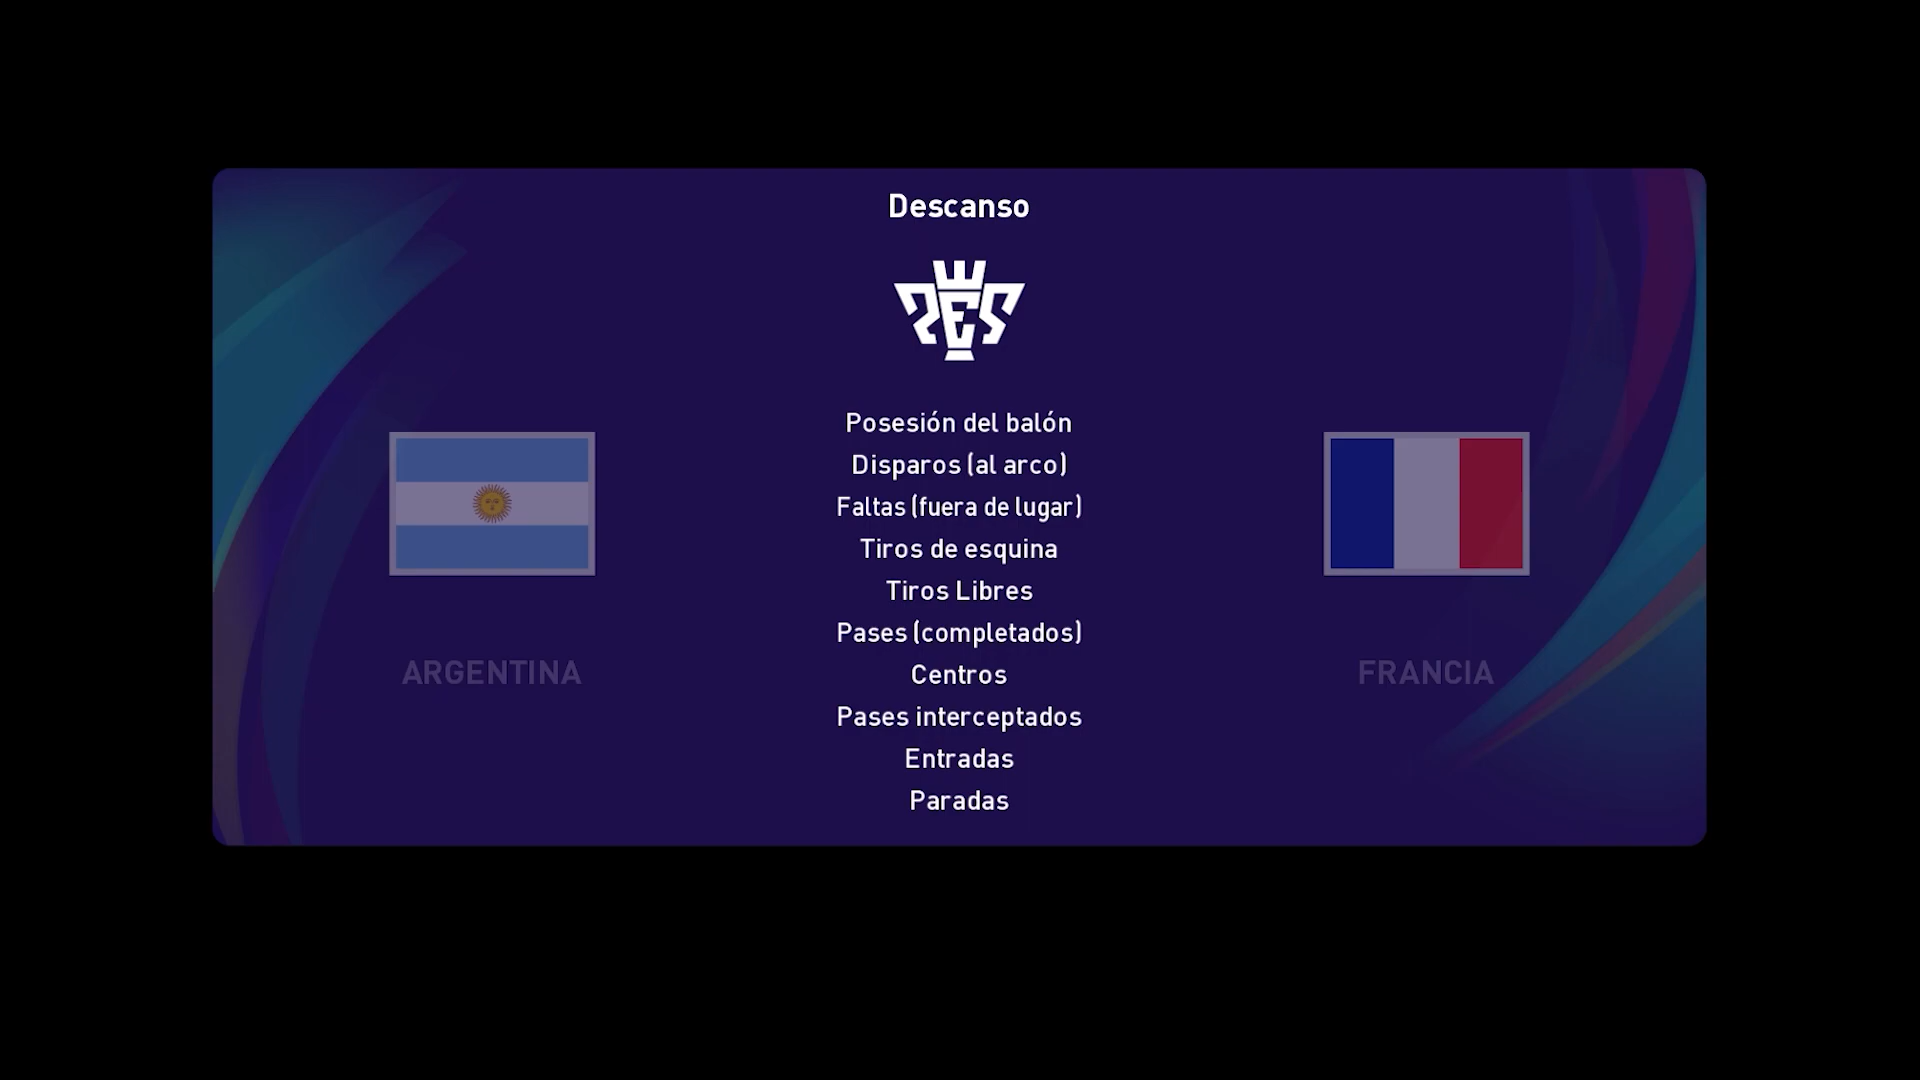 Descanso
PES
Posesión del balón
Disparos (al arco)
Faltas (fuera de lugar)
Tiros de esquina
Tiros Libres
Pases (completados)
Centros
Pases interceptados
Entradas
Paradas
ARGENTINA
FRANCIA